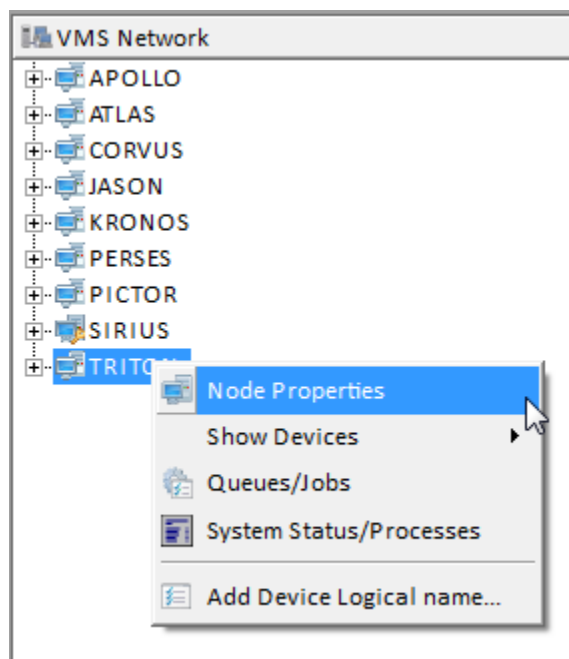 VMS Network
APOLLO
ATLAS
CORVUS
JASON
KRONOS
PERSES
PICTOR
SIRIUS
Node Properties
Show Devices
Queues/Jobs
System Status/Processes
Add Device Logical name...